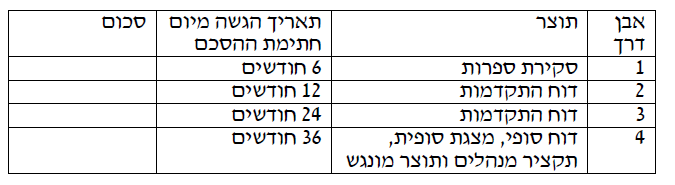 אבן דרך תוצר תאריך הגשה מיום חתימת ההסכם סכום
1 סקירת ספרות 6 חודשים
2 דוח התקדמות 12 חודשים
3 דוח התקדמות 24 חודשים
4 דוח סופי, מצגת סופית, תקציר מנהלים ותוצר מונגש 36 חודשים